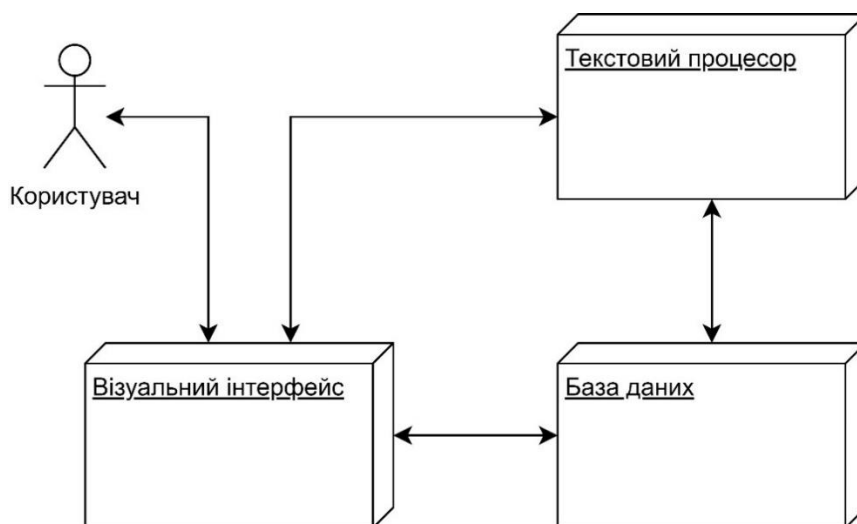 Текстовий процесор
Користувач
Візуальний інтерфейс
База даних